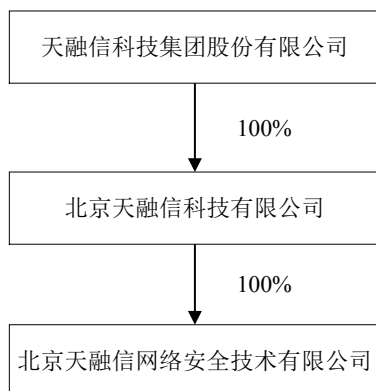 天融信科技集团股份有限公司
100%
北京天融信科技有限公司
100%
北京天融信网络安全技术有限公司